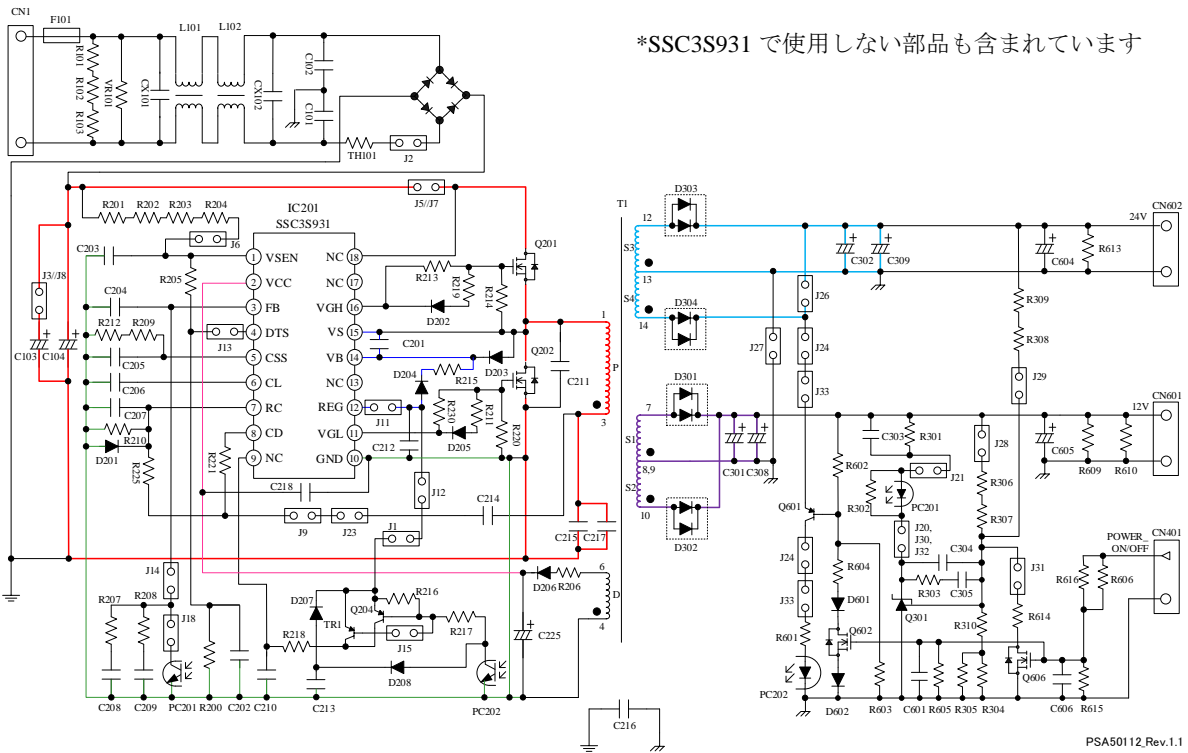 CN1
F101
L101
L102
R101
R102
R103
VR101
CX101
CX102
C102
C101
TH101
J2
*SSC3S931 で使用しない部品も含まれています
R201
R202
R203
R204
J5//J7
J6
IC201
SSC3S931
C203
J3//J8
R205
C204
R212
R209
J13
C103
C104
C205
C206
C207
R210
D201
R225
R221
1
VSEN
2
VCC
3
FB
4
DTS
5
CSS
6
CL
7
RC
8
CD
9
NC
NC
18
NC
17
VGH
16
VS
15
VB
14
NC
13
REG
12
VGL
11
GND
10
R213
R219
R214
Q201
D202
C201
Q202
D203
D204
R215
C211
J11
R230
R211
R220
C212
D205
C218
J12
J9
J23
C214
J1
C215
C217
T1
1
P
3
6
D
4
12
S3
13
S4
14
7
S1
8,9
S2
10
D303
D304
D301
D302
D206
R206
C225
J14
J18
R207
R208
C208
C209
PC201
R200
C202
C210
D207
TR1
Q204
R216
R218
J15
R217
D208
C213
PC202
C216
J27
J26
J24
J33
C302
C309
24V
C604
R613
CN602
R309
R308
J29
C301
C308
12V
CN601
R602
C303
R301
J28
J21
R302
PC201
R306
R307
C605
R609
R610
Q601
J20,
J30,
J32
C304
R303
C305
Q301
J31
R614
R310
J24
J33
R601
PC202
R604
D601
Q602
D602
R603
C601
R605
R305
R304
Q606
C606
R615
R616
R606
POWER_
ON/OFF
CN401
PSA50112_Rev.1.1